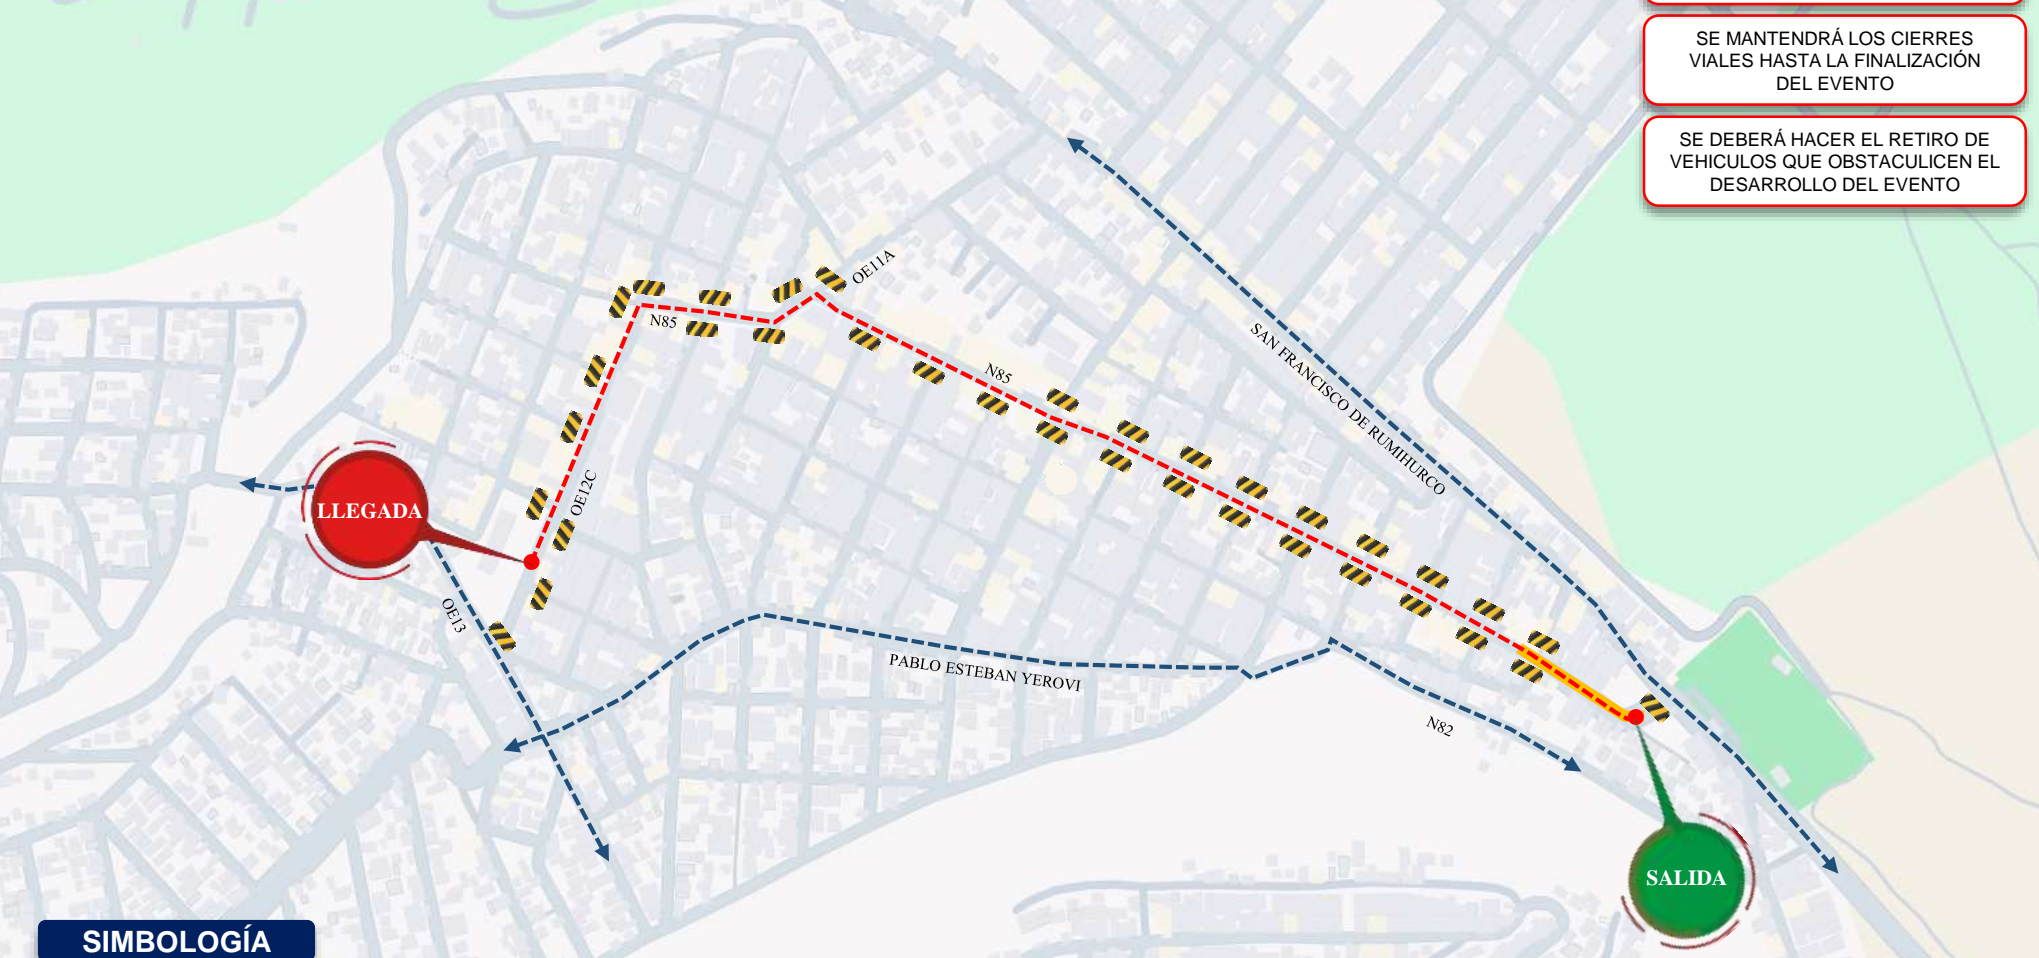 SE MANTENDRÁ LOS CIERRES
VIALES HASTA LA FINALIZACIÓN
DEL EVENTO
SE DEBERÁ HACER EL RETIRO DE
VEHICULOS QUE OBSTACULICEN EL
DESARROLLO DEL EVENTO
OE11A
N85
N85
SAN FRANCISCO DE RUMIHURCO
OE12C
LLEGADA
OE13
PABLO ESTEBAN YEROVI
N82
SALIDA
SIMBOLOGÍA